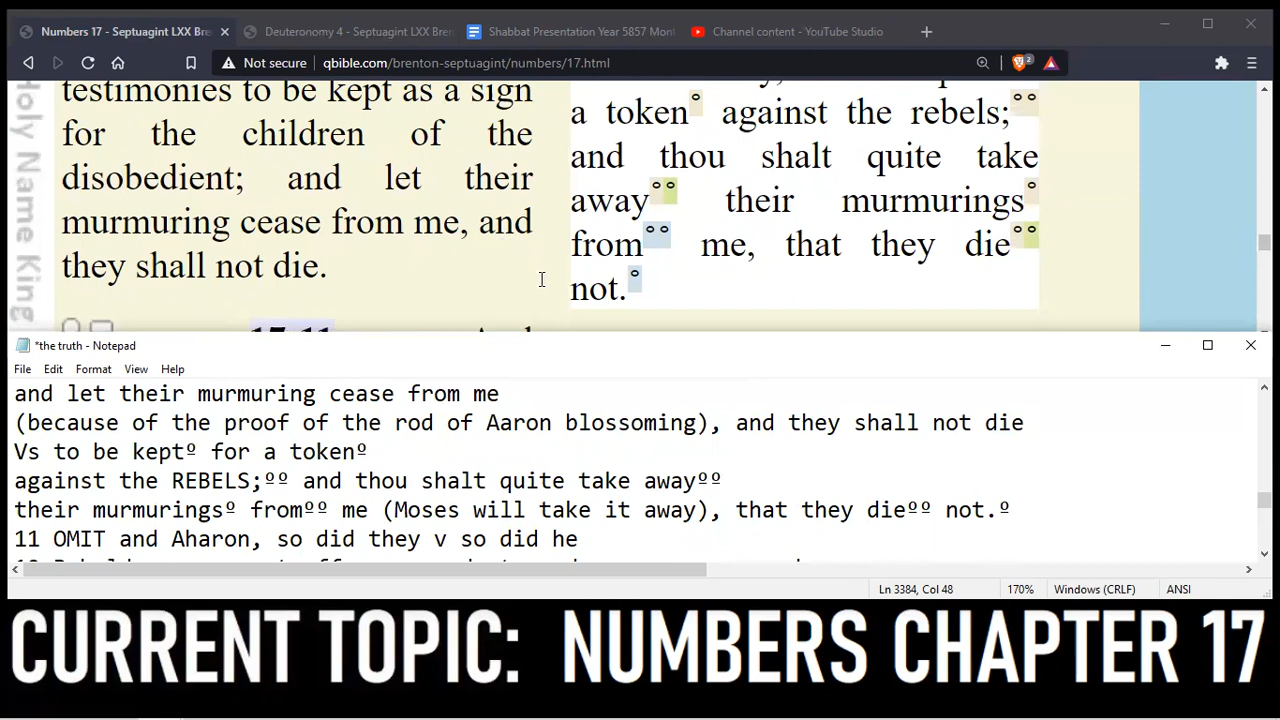 Numbers 17 - Septuagint LXX Bre
Deuteronomy 4 - Septuagint LXX Bren
Shabbat Presentation Year 5857 Mont
Channel content - YouTube Studio
Not secure
qbible.com/brenton-septuagint/numbers/17.html
2
Holy Name King
testimonies to be kept as a sign
for the children of the
disobedient; and let their
murmuring cease from me, and
they shall not die.
a token° against the rebels;°°
and thou shalt quite take
away°° their murmurings°
from°° me, that they die°°
not.°
*the truth - Notepad
File Edit Format View Help
and let their murmuring cease from me
(because of the proof of the rod of Aaron blossoming), and they shall not die
Vs to be keptº for a tokenº
against the REBELS;ºº and thou shalt quite take awayºº
their murmuringsº fromºº me (Moses will take it away), that they dieºº not.º
11 OMIT and Aharon, so did they v so did he
Ln 3384, Col 48
170%
Windows (CRLF)
ANSI
CURRENT TOPIC: NUMBERS CHAPTER 17